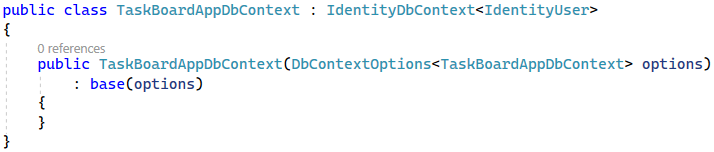 public class TaskBoardAppDbContext : IdentityDbContext<IdentityUser>
{
0 references
public TaskBoardAppDbContext(DbContextOptions<TaskBoardAppDbContext> options)
: base(options)
{
}
}